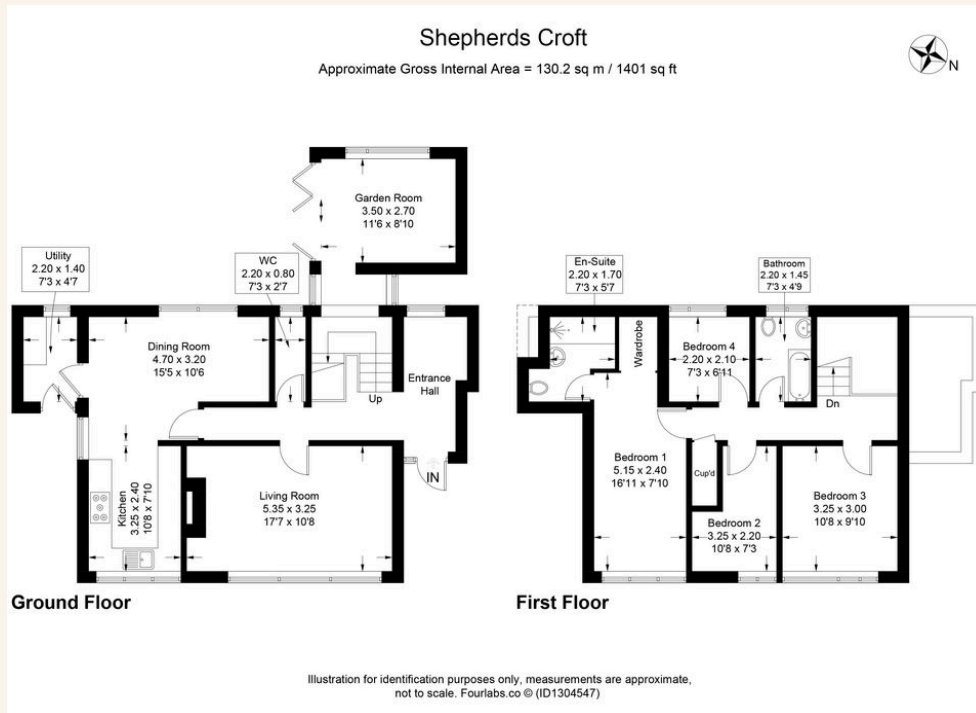 Shepherds Croft
Approximate Gross Internal Area = 130.2 sq m / 1401 sq ft
N
Garden Room
3.50 x 2.70
11'6 x 8'10
Utility
2.20 x 1.40
7'3 x 4'7
WC
2.20 x 0.80
7'3 x 2'7
Dining Room
4.70 x 3.20
15'5 x 10'6
Up
Entrance
Hall
IN
Kitchen
3.25 x 2.40
10'8 x 7'10
Living Room
5.35 x 3.25
17'7 x 10'8
Ground Floor
En-Suite
2.20 x 1.70
7'3 x 5'7
Bathroom
2.20 x 1.45
7'3 x 4'9
Wardrobe
Bedroom 4
2.20 x 2.10
7'3 x 6'11
Dn
Bedroom 1
5.15 x 2.40
16'11 x 7'10
Cup'd
Bedroom 2
3.25 x 2.20
10'8 x 7'3
Bedroom 3
3.25 x 3.00
10'8 x 9'10
First Floor
Illustration for identification purposes only, measurements are approximate,
not to scale. Fourlabs.co © (ID1304547)